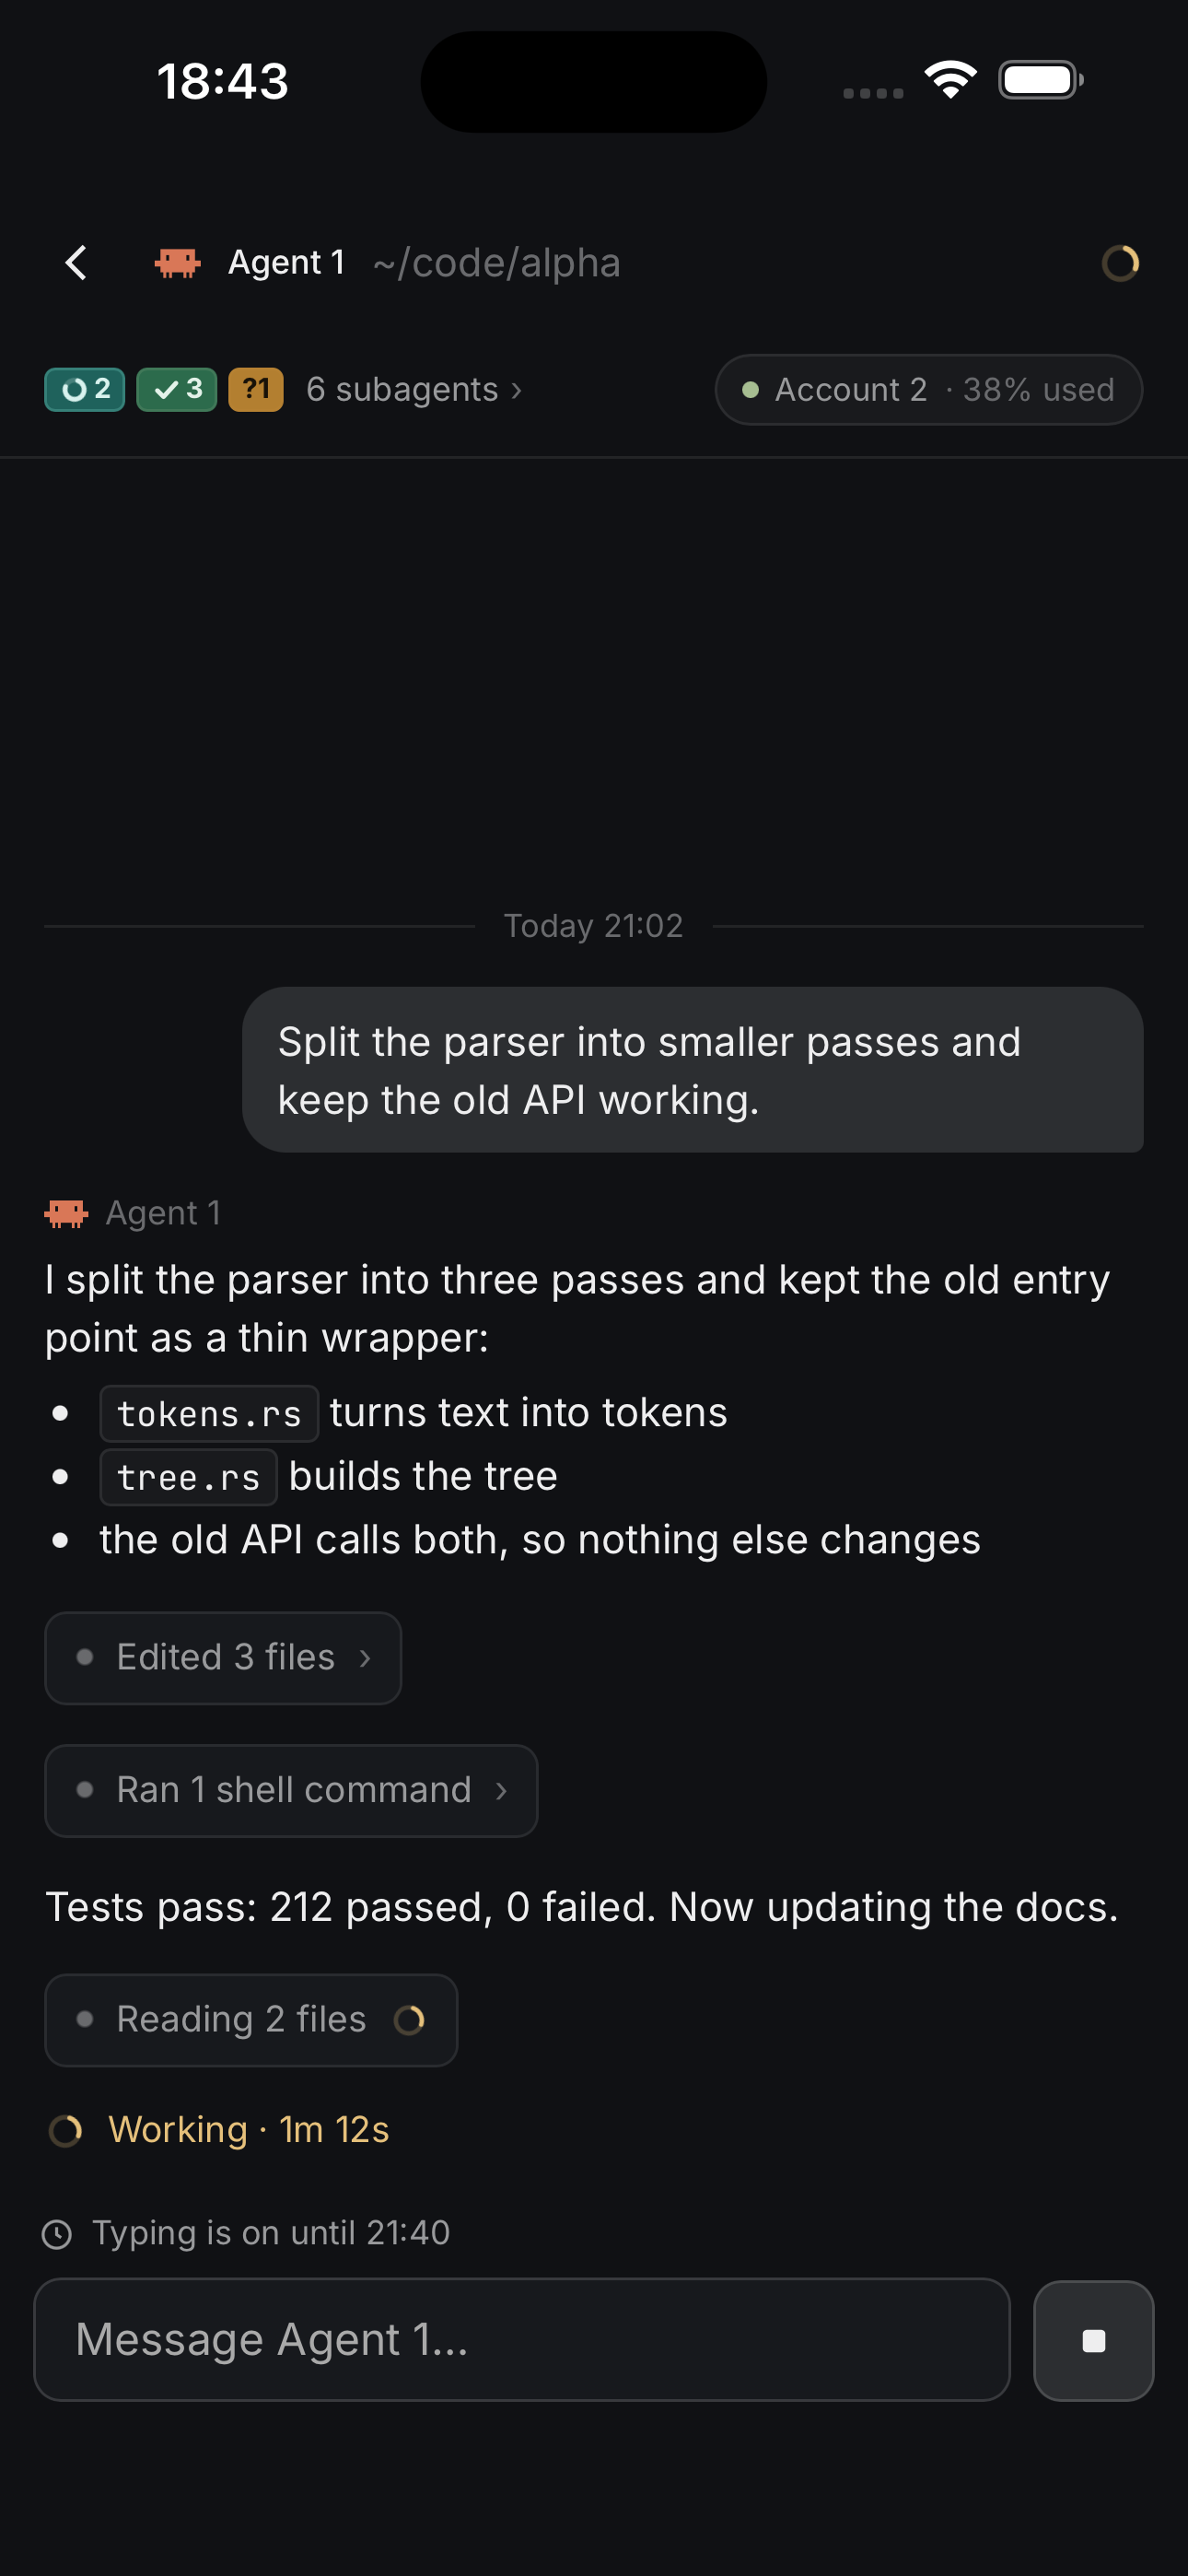 18:43
Agent 1 ~/code/alpha
2 3 ?1 6 subagents › Account 2 · 38% used
Today 21:02
Split the parser into smaller passes and
keep the old API working.
Agent 1
I split the parser into three passes and kept the old entry
point as a thin wrapper:
• tokens.rs turns text into tokens
• tree.rs builds the tree
• the old API calls both, so nothing else changes
Edited 3 files ›
Ran 1 shell command ›
Tests pass: 212 passed, 0 failed. Now updating the docs.
Reading 2 files
Working · 1m 12s
Typing is on until 21:40
Message Agent 1...